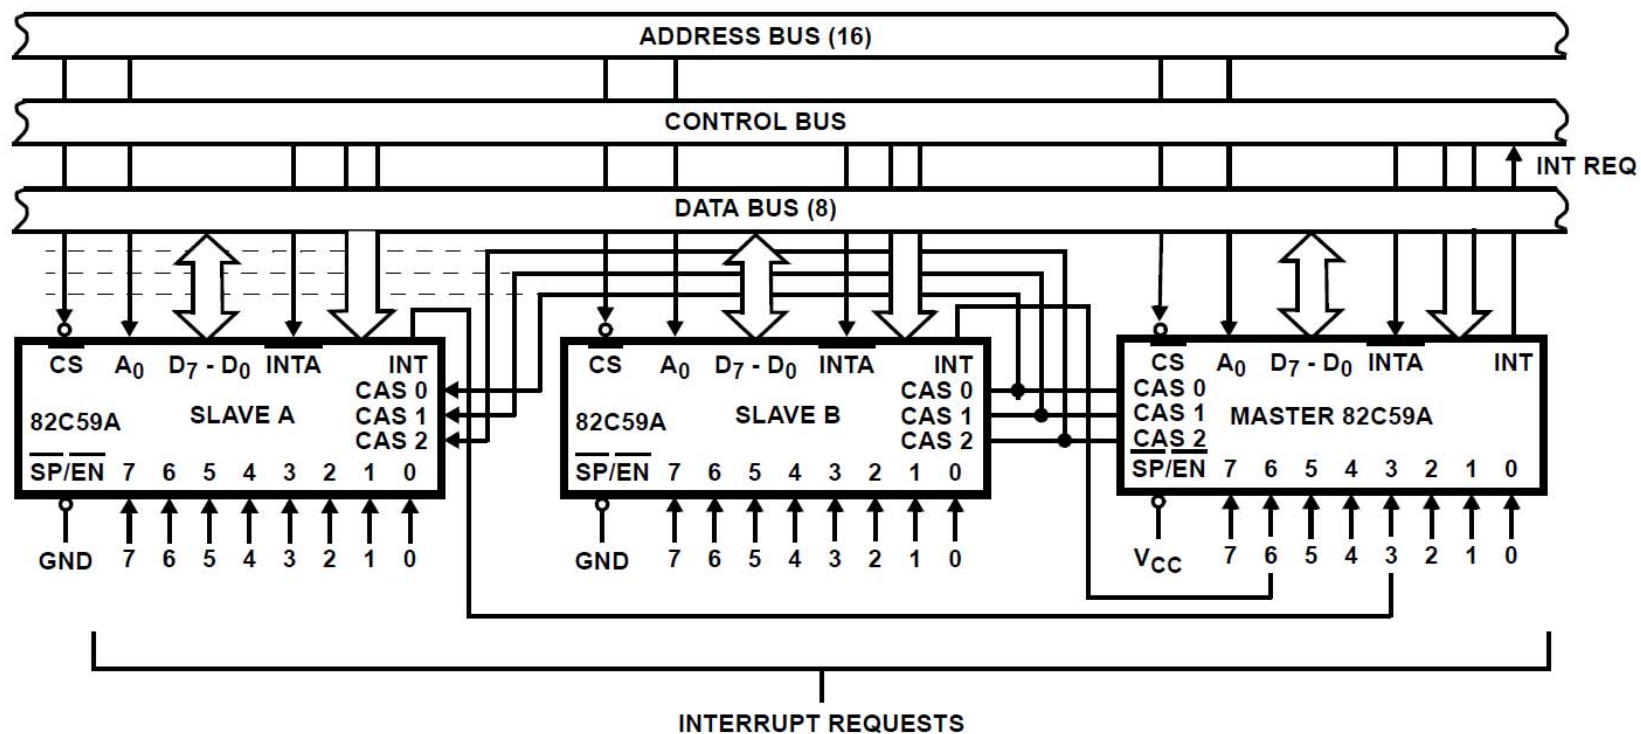 ADDRESS BUS (16)
CONTROL BUS
INT REQ
DATA BUS (8)
CS A0 D7 - D0 INTA INT
CAS 0
82C59A SLAVE A CAS 1
CAS 2
SP/EN 7 6 5 4 3 2 1 0
GND 7 6 5 4 3 2 1 0
CS A0 D7 - D0 INTA INT
CAS 0
82C59A SLAVE B CAS 1
CAS 2
SP/EN 7 6 5 4 3 2 1 0
GND 7 6 5 4 3 2 1 0
CS A0 D7 - D0 INTA INT
CAS 0
CAS 1 MASTER 82C59A
CAS 2
SP/EN 7 6 5 4 3 2 1 0
VCC 7 6 5 4 3 2 1 0
INTERRUPT REQUESTS